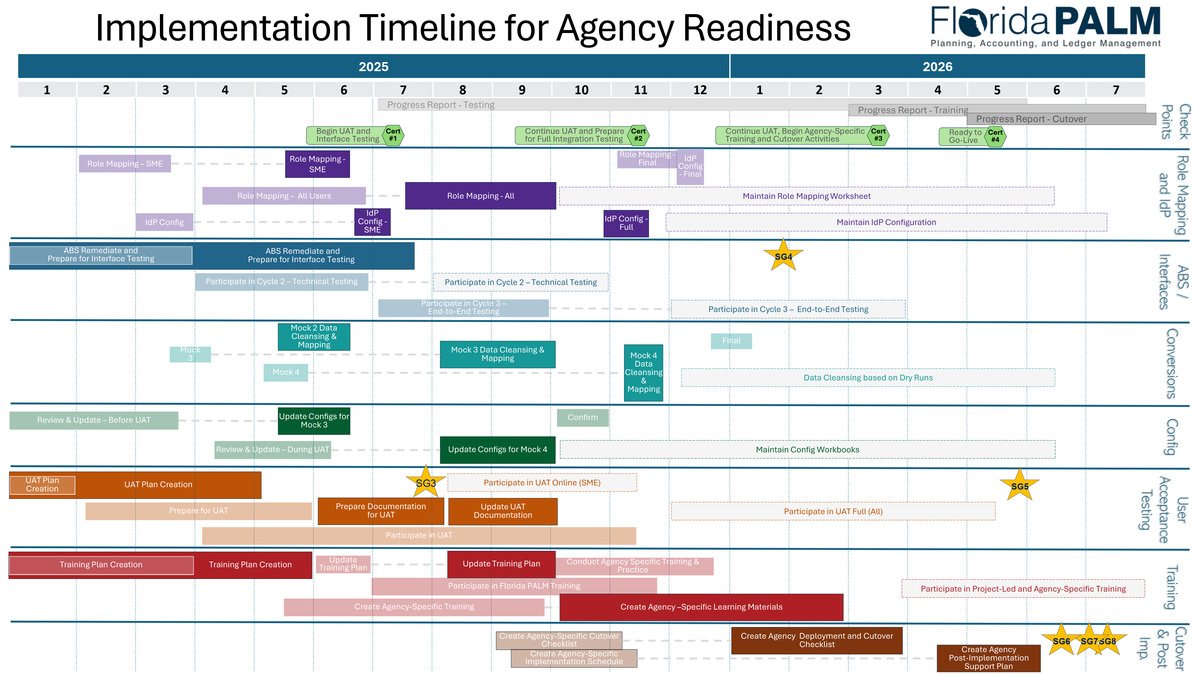 Implementation Timeline for Agency Readiness
Florida PALM
Planning, Accounting, and Ledger Management
2025
2026
1 2 3 4 5 6 7 8 9 10 11 12 1 2 3 4 5 6 7
Progress Report - Testing
Progress Report - Training
Progress Report - Cutover
Begin UAT and
Interface Testing
Cert
#1
Continue UAT and Prepare
for Full Integration Testing
Cert
#2
Continue UAT, Begin Agency-Specific
Training and Cutover Activities
Cert
#3
Ready to
Go-Live
Cert
#4
Check
Points
Role Mapping – SME
Role Mapping -
SME
Role Mapping -
Final
IdP
Config
- Final
Role Mapping – All Users
Role Mapping - All
Maintain Role Mapping Worksheet
IdP Config
IdP
Config -
SME
IdP Config -
Full
Maintain IdP Configuration
Role Mapping
and IdP
ABS Remediate and
Prepare for Interface Testing
ABS Remediate and
Prepare for Interface Testing
SG4
Participate in Cycle 2 – Technical Testing
Participate in Cycle 2 – Technical Testing
Participate in Cycle 3 –
End-to-End Testing
Participate in Cycle 3 – End-to-End Testing
ABS /
Interfaces
Mock 2 Data
Cleansing &
Mapping
Mock
3
Mock 3 Data Cleansing &
Mapping
Mock 4
Mock 4
Data
Cleansing
&
Mapping
Final
Data Cleansing based on Dry Runs
Conversions
Review & Update – Before UAT
Update Configs for
Mock 3
Confirm
Review & Update – During UAT
Update Configs for Mock 4
Maintain Config Workbooks
Config
UAT Plan
Creation
UAT Plan Creation
SG3
Participate in UAT Online (SME)
SG5
Prepare for UAT
Prepare Documentation
for UAT
Update UAT
Documentation
Participate in UAT Full (All)
Participate in UAT
User
Acceptance
Testing
Training Plan Creation
Training Plan Creation
Update
Training Plan
Update Training Plan
Conduct Agency Specific Training &
Practice
Participate in Florida PALM Training
Participate in Project-Led and Agency-Specific Training
Create Agency-Specific Training
Create Agency –Specific Learning Materials
Training
Create Agency-Specific Cutover
Checklist
Create Agency Deployment and Cutover
Checklist
SG6
SG7
SG8
Create Agency-Specific
Implementation Schedule
Create Agency
Post-Implementation
Support Plan
Cutover
& Post
Imp.